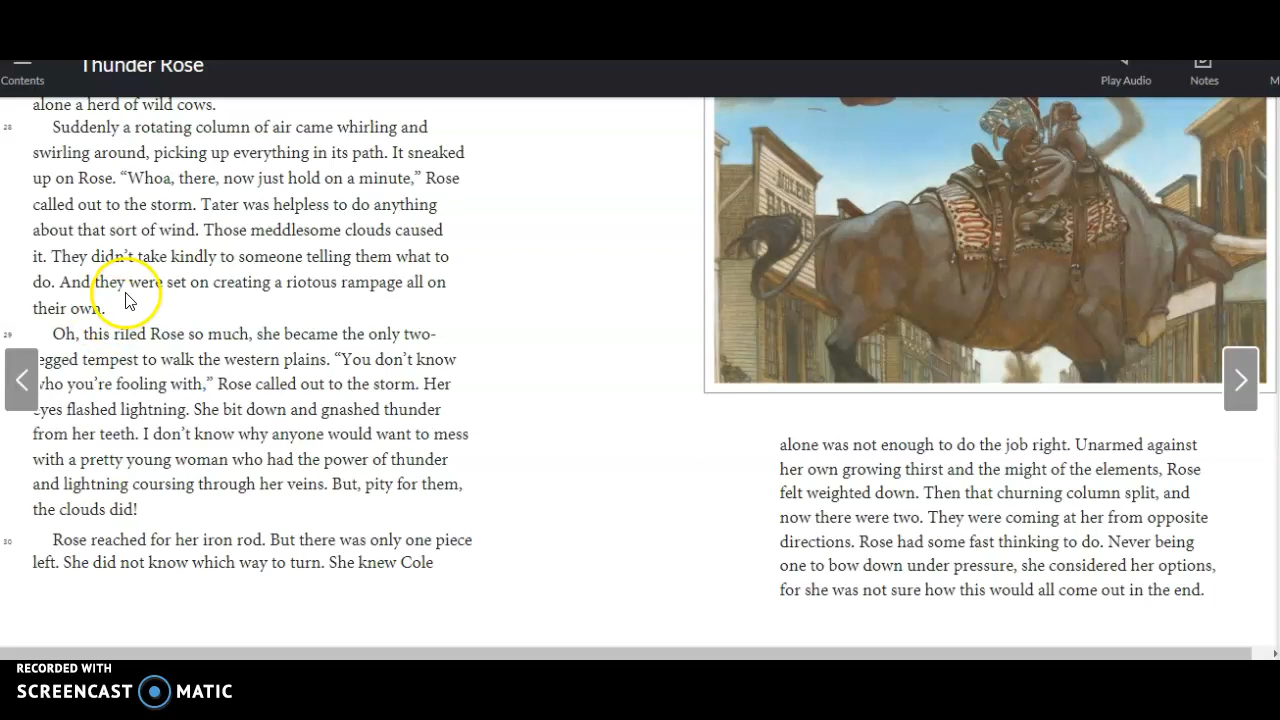 Thunder Rose
Contents
Play Audio
Notes
M
alone a herd of wild cows.
28
Suddenly a rotating column of air came whirling and
swirling around, picking up everything in its path. It sneaked
up on Rose. “Whoa, there, now just hold on a minute,” Rose
called out to the storm. Tater was helpless to do anything
about that sort of wind. Those meddlesome clouds caused
it. They didn’t take kindly to someone telling them what to
do. And they were set on creating a riotous rampage all on
their own.
29
Oh, this riled Rose so much, she became the only two-
egged tempest to walk the western plains. “You don’t know
who you’re fooling with,” Rose called out to the storm. Her
eyes flashed lightning. She bit down and gnashed thunder
from her teeth. I don’t know why anyone would want to mess
with a pretty young woman who had the power of thunder
and lightning coursing through her veins. But, pity for them,
the clouds did!
30
Rose reached for her iron rod. But there was only one piece
left. She did not know which way to turn. She knew Cole
alone was not enough to do the job right. Unarmed against
her own growing thirst and the might of the elements, Rose
felt weighted down. Then that churning column split, and
now there were two. They were coming at her from opposite
directions. Rose had some fast thinking to do. Never being
one to bow down under pressure, she considered her options,
for she was not sure how this would all come out in the end.
RECORDED WITH
SCREENCAST MATIC